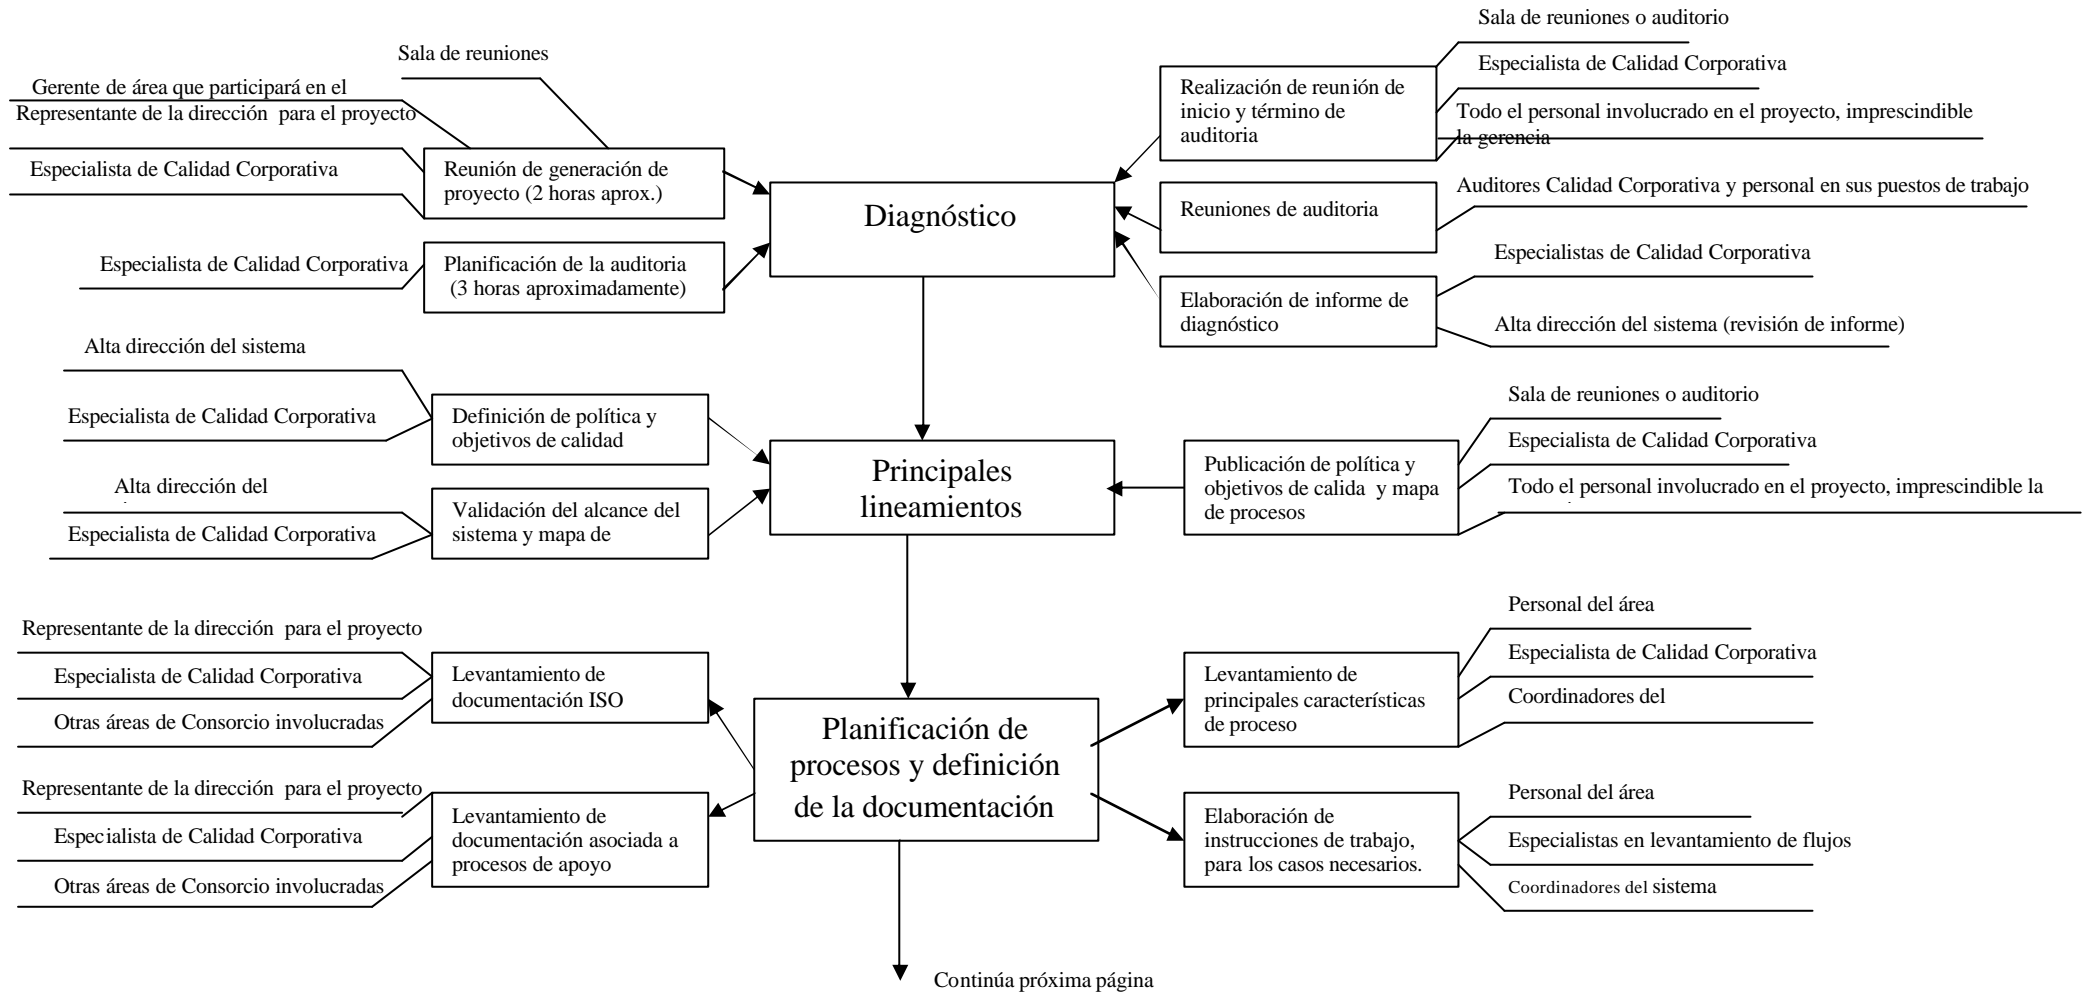 Sala de reuniones
Gerente de área que participará en el
Representante de la dirección para el proyecto
Especialista de Calidad Corporativa
Reunión de generación de
proyecto (2 horas aprox.)
Especialista de Calidad Corporativa
Planificación de la auditoria
(3 horas aproximadamente)
Diagnóstico
Sala de reuniones o auditorio
Especialista de Calidad Corporativa
Todo el personal involucrado en el proyecto, imprescindible
la gerencia
Realización de reunión de
inicio y término de
auditoria
Reuniones de auditoria
Auditores Calidad Corporativa y personal en sus puestos de trabajo
Elaboración de informe de
diagnóstico
Especialistas de Calidad Corporativa
Alta dirección del sistema (revisión de informe)
Alta dirección del sistema
Especialista de Calidad Corporativa
Definición de política y
objetivos de calidad
Alta dirección del
Especialista de Calidad Corporativa
Validación del alcance del
sistema y mapa de
Principales
lineamientos
Publicación de política y
objetivos de calida y mapa
de procesos
Sala de reuniones o auditorio
Especialista de Calidad Corporativa
Todo el personal involucrado en el proyecto, imprescindible la
Representante de la dirección para el proyecto
Especialista de Calidad Corporativa
Otras áreas de Consorcio involucradas
Levantamiento de
documentación ISO
Representante de la dirección para el proyecto
Especialista de Calidad Corporativa
Otras áreas de Consorcio involucradas
Levantamiento de
documentación asociada a
procesos de apoyo
Planificación de
procesos y definición
de la documentación
Levantamiento de
principales características
de proceso
Personal del área
Especialista de Calidad Corporativa
Coordinadores del
Elaboración de
instrucciones de trabajo,
para los casos necesarios.
Personal del área
Especialistas en levantamiento de flujos
Coordinadores del sistema
Continúa próxima página